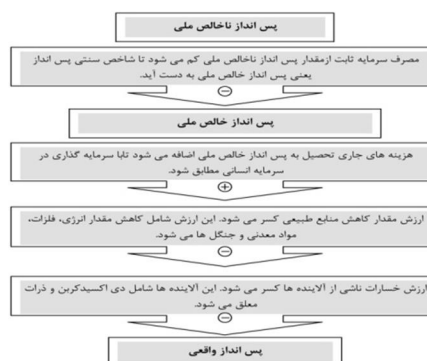 پس انداز ناخالص ملی
مصرف سرمایه ثابت ازمقدار پس انداز ناخالص ملی کم می شود تا شاخص سنتی پس انداز
یعنی پس انداز خالص ملی به دست آید.
پس انداز خالص ملی
هزینه های جاری تحصیل به پس انداز خالص ملی اضافه می شود تابا سرمایه گذاری در
سرمایه انسانی مطابق شود.
ارزش مقدار کاهش منابع طبیعی کسر می شود. این ارزش شامل کاهش مقدار انرژی، فلزات،
مواد معدنی و جنگل ها می شود.
ارزش خسارات ناشی از آلاینده ها کسر می شود. این آلاینده ها شامل دی اکسیدکربن و ذرات
معلق می شود.
پس انداز واقعی